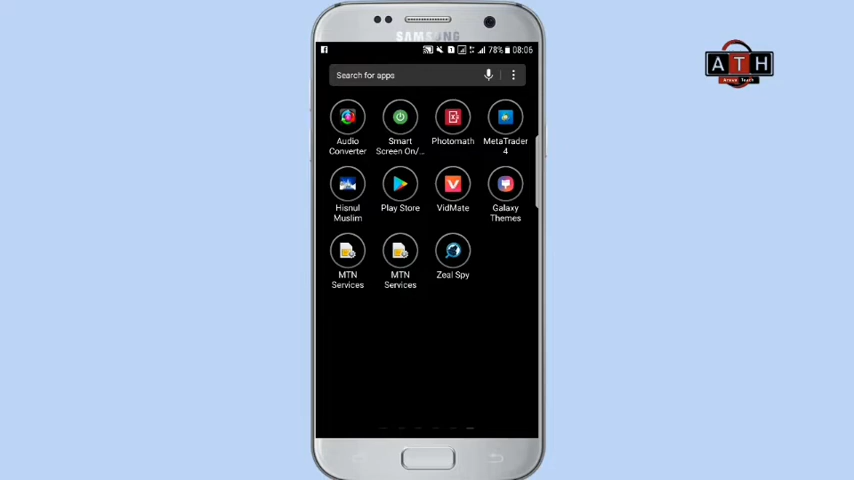 SAMSUNG
78% 08:06
Search for apps
Audio Converter
Smart Screen On/...
Photomath
MetaTrader 4
Hisnul Muslim
Play Store
VidMate
Galaxy Themes
MTN Services
MTN Services
Zeal Spy
ATH